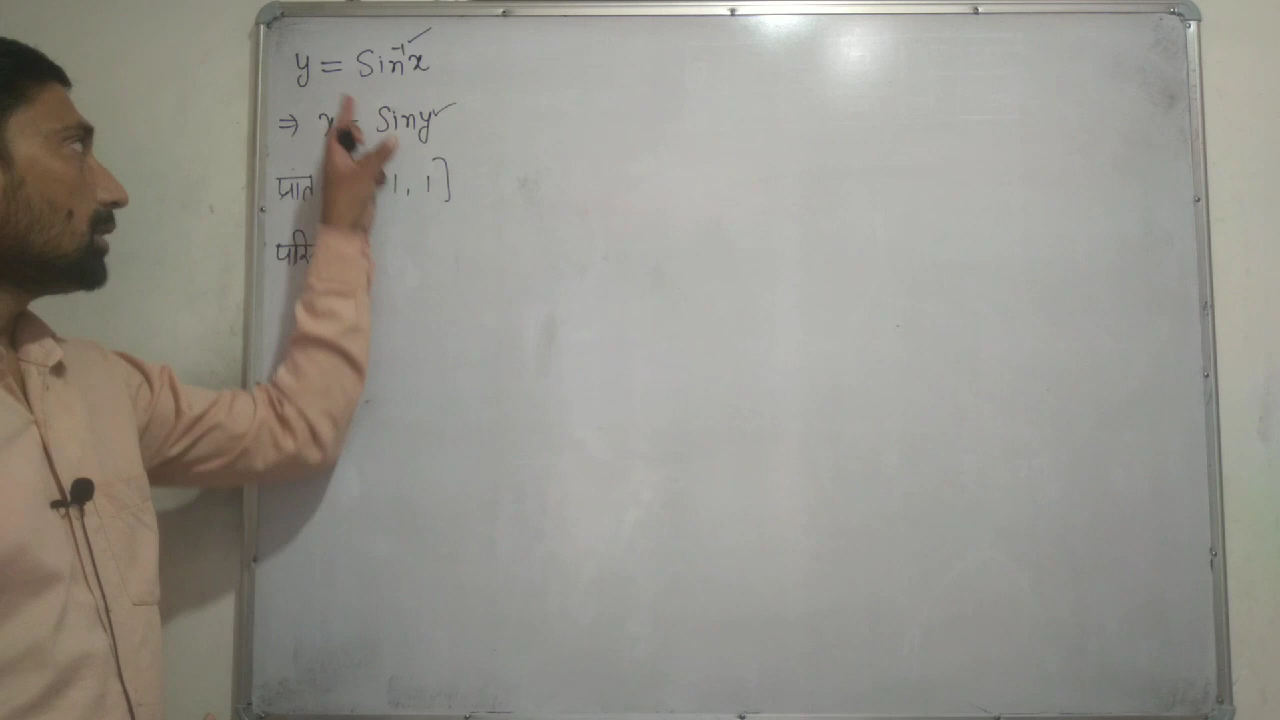 y = Sin⁻¹x ✓
⇒ x = Siny ✓
प्रांत 1, 1]
परि